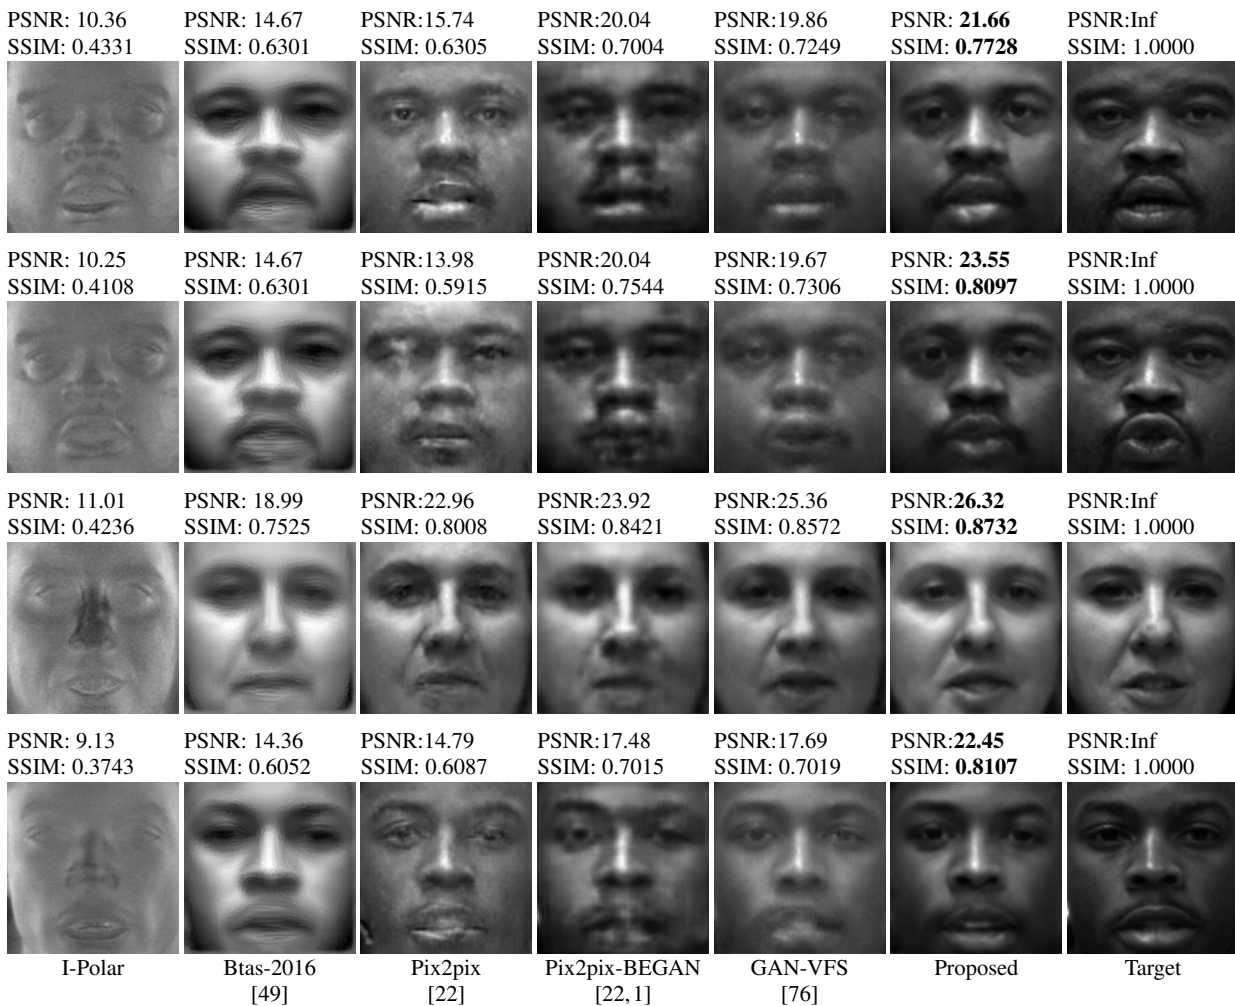 PSNR: 10.36 PSNR: 14.67 PSNR:15.74 PSNR:20.04 PSNR:19.86 PSNR: 21.66 PSNR:Inf
SSIM: 0.4331 SSIM: 0.6301 SSIM: 0.6305 SSIM: 0.7004 SSIM: 0.7249 SSIM: 0.7728 SSIM: 1.0000
PSNR: 10.25 PSNR: 14.67 PSNR:13.98 PSNR:20.04 PSNR:19.67 PSNR: 23.55 PSNR:Inf
SSIM: 0.4108 SSIM: 0.6301 SSIM: 0.5915 SSIM: 0.7544 SSIM: 0.7306 SSIM: 0.8097 SSIM: 1.0000
PSNR: 11.01 PSNR: 18.99 PSNR:22.96 PSNR:23.92 PSNR:25.36 PSNR:26.32 PSNR:Inf
SSIM: 0.4236 SSIM: 0.7525 SSIM: 0.8008 SSIM: 0.8421 SSIM: 0.8572 SSIM: 0.8732 SSIM: 1.0000
PSNR: 9.13 PSNR: 14.36 PSNR:14.79 PSNR:17.48 PSNR:17.69 PSNR:22.45 PSNR:Inf
SSIM: 0.3743 SSIM: 0.6052 SSIM: 0.6087 SSIM: 0.7015 SSIM: 0.7019 SSIM: 0.8107 SSIM: 1.0000
I-Polar Btas-2016 Pix2pix Pix2pix-BEGAN GAN-VFS Proposed Target
[49] [22] [22, 1] [76]